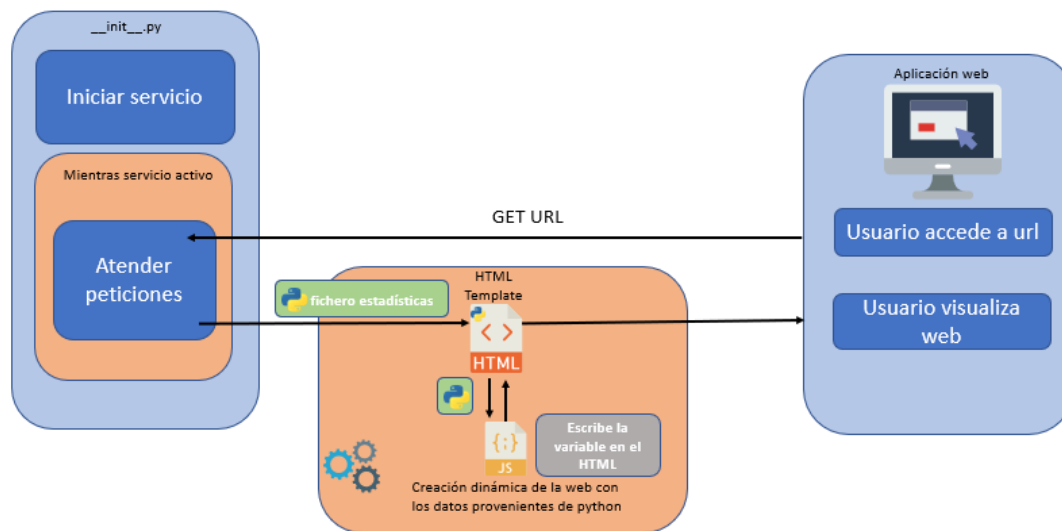 __init__.py
Iniciar servicio
Mientras servicio activo
Atender
peticiones
GET URL
Aplicación web
Usuario accede a url
Usuario visualiza
web
fichero estadísticas
HTML
Template
HTML
{;}
JS
Escribe la
variable en el
HTML
Creación dinámica de la web con
los datos provenientes de python